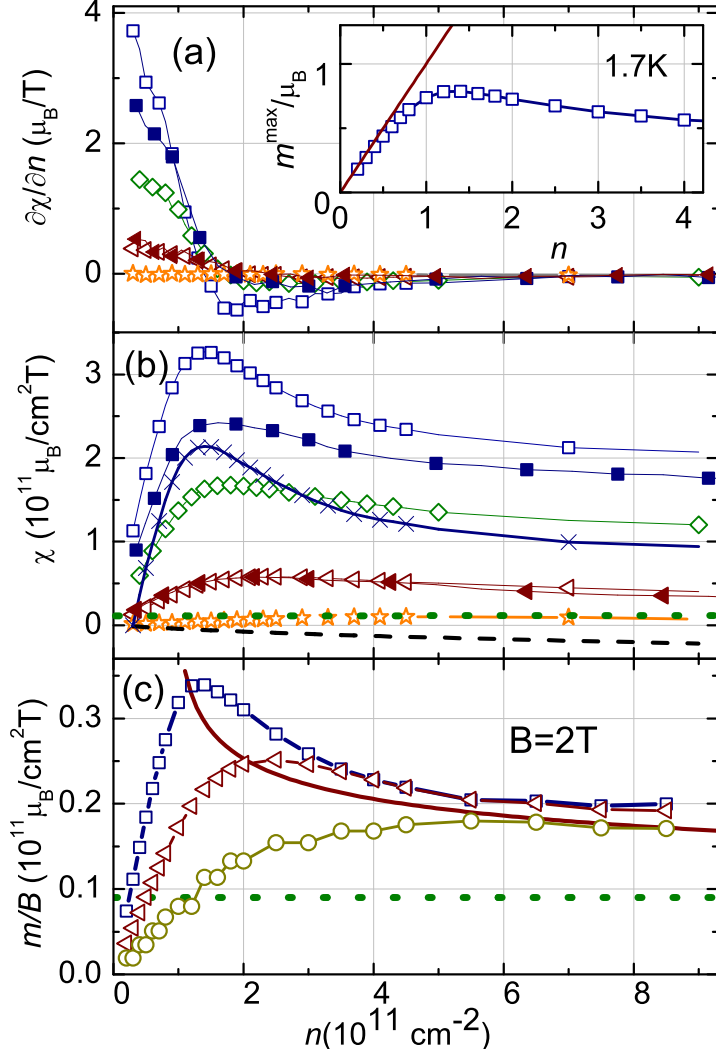 4
2
0
∂χ/∂n (μ_B/T)
(a)
1
0
m^max/μ_B
1.7K
0 1 2 3 4
n
3
2
1
0
χ (10^11 μ_B/cm^2T)
(b)
0.3
0.2
0.1
0.0
m/B (10^11 μ_B/cm^2T)
(c)
B=2T
0 2 4 6 8
n(10^11 cm^-2)